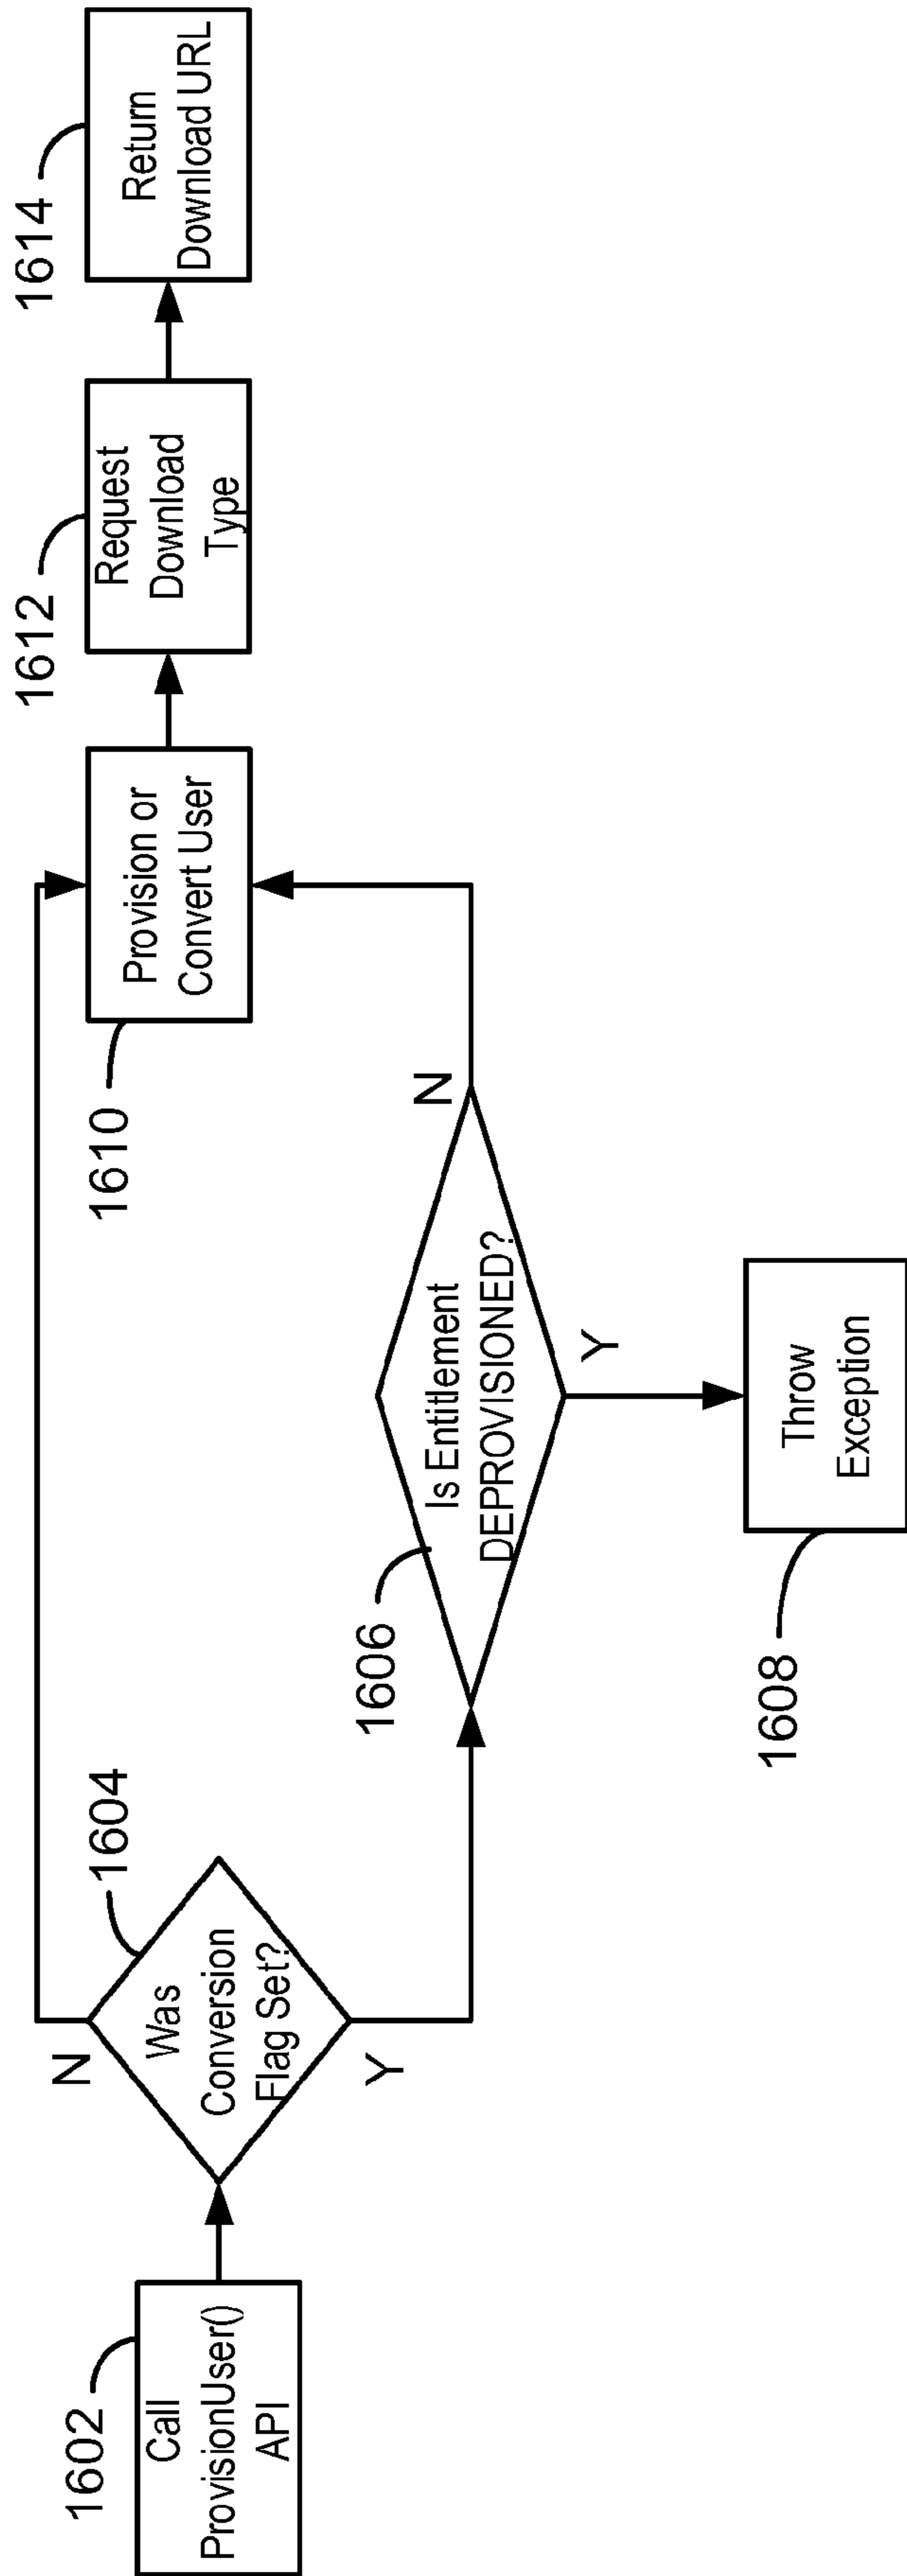 1602
Call
ProvisionUser()
API
1604
Was
Conversion
Flag Set?
N
Y
1606
Is Entitlement
DEPROVISIONED?
N
Y
1608
Throw
Exception
1610
Provision or
Convert User
1612
Request
Download
Type
1614
Return
Download URL